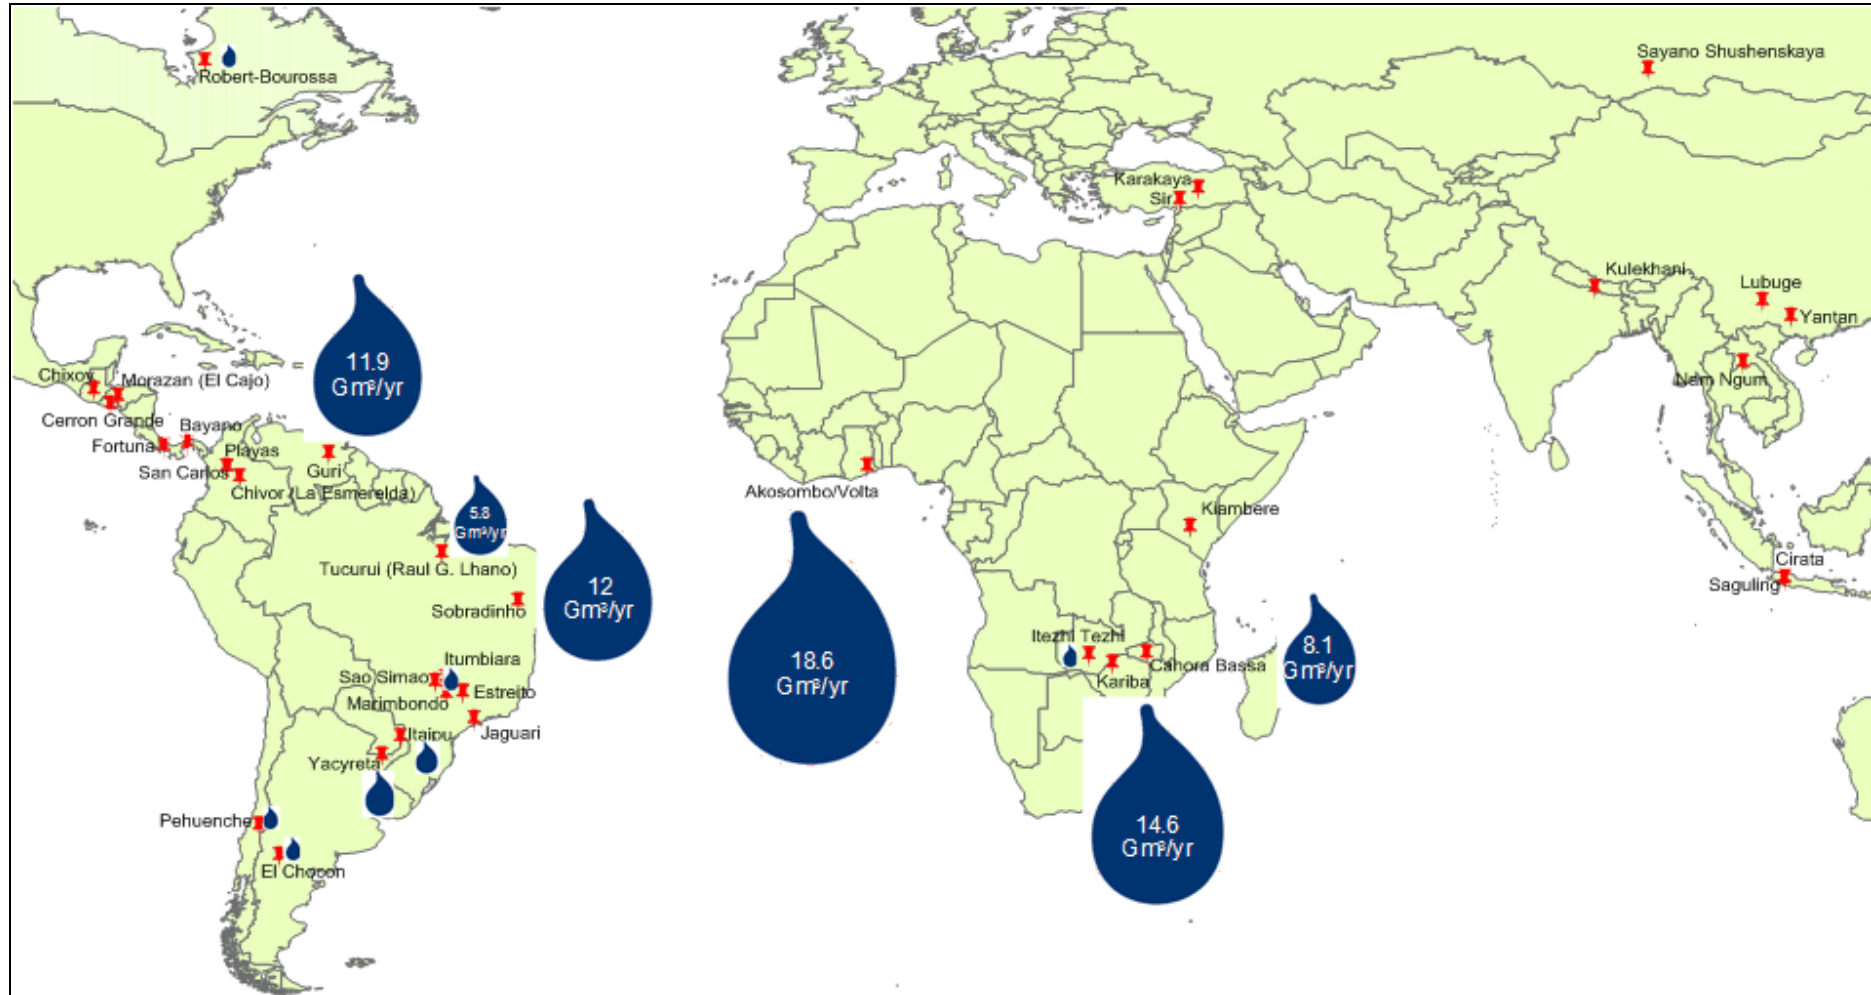 Robert-Bourossa
Sayano Shushenskaya
Karakaya
Sir
Kulekhani
Lubuge
Yantan
11.9
Gm³/yr
Chixoy
Morazan (El Cajo)
Nam Ngum
Cerron Grande
Bayano
Fortuna
Playas
San Carlos
Guri
Chivor (La Esmerelda)
Akosombo/Volta
5.8
Gm³/yr
Kiambere
Tucurui (Raul G. Lhano)
12
Gm³/yr
Cirata
Saguling
Sobradinho
Itezhi Tezhi
8.1
Gm³/yr
Itumbiara
18.6
Gm³/yr
Cahora Bassa
Sao Simao
Kariba
Estreito
Marimbondo
Itaipu
Jaguari
Yacyreta
Pehuenche
14.6
Gm³/yr
El Chocon